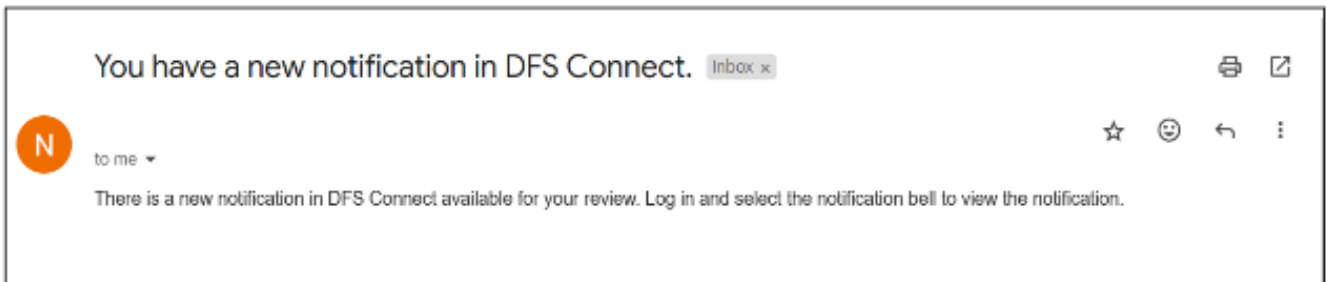 You have a new notification in DFS Connect. Inbox x
N
to me
There is a new notification in DFS Connect available for your review. Log in and select the notification bell to view the notification.